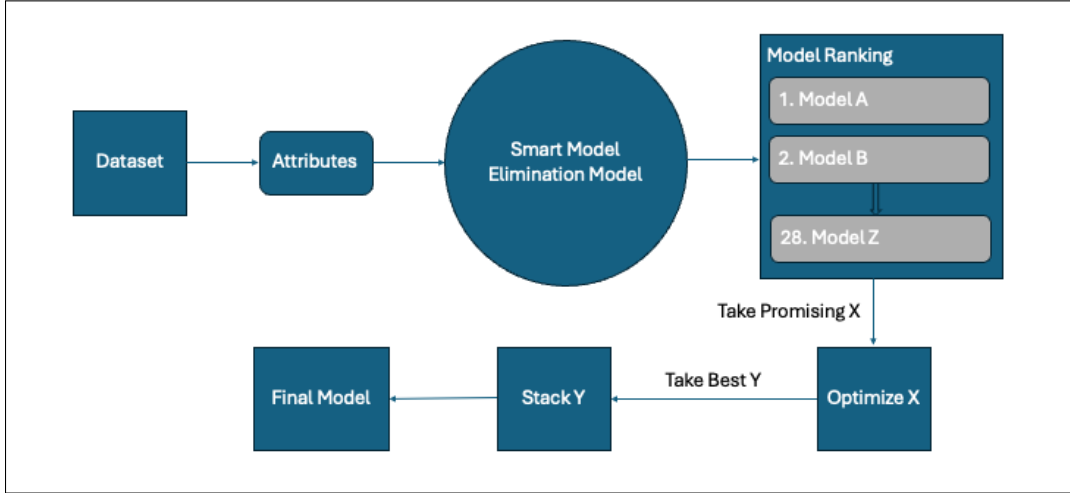 Dataset
Attributes
Smart Model
Elimination Model
Model Ranking
1. Model A
2. Model B
28. Model Z
Take Promising X
Optimize X
Take Best Y
Stack Y
Final Model